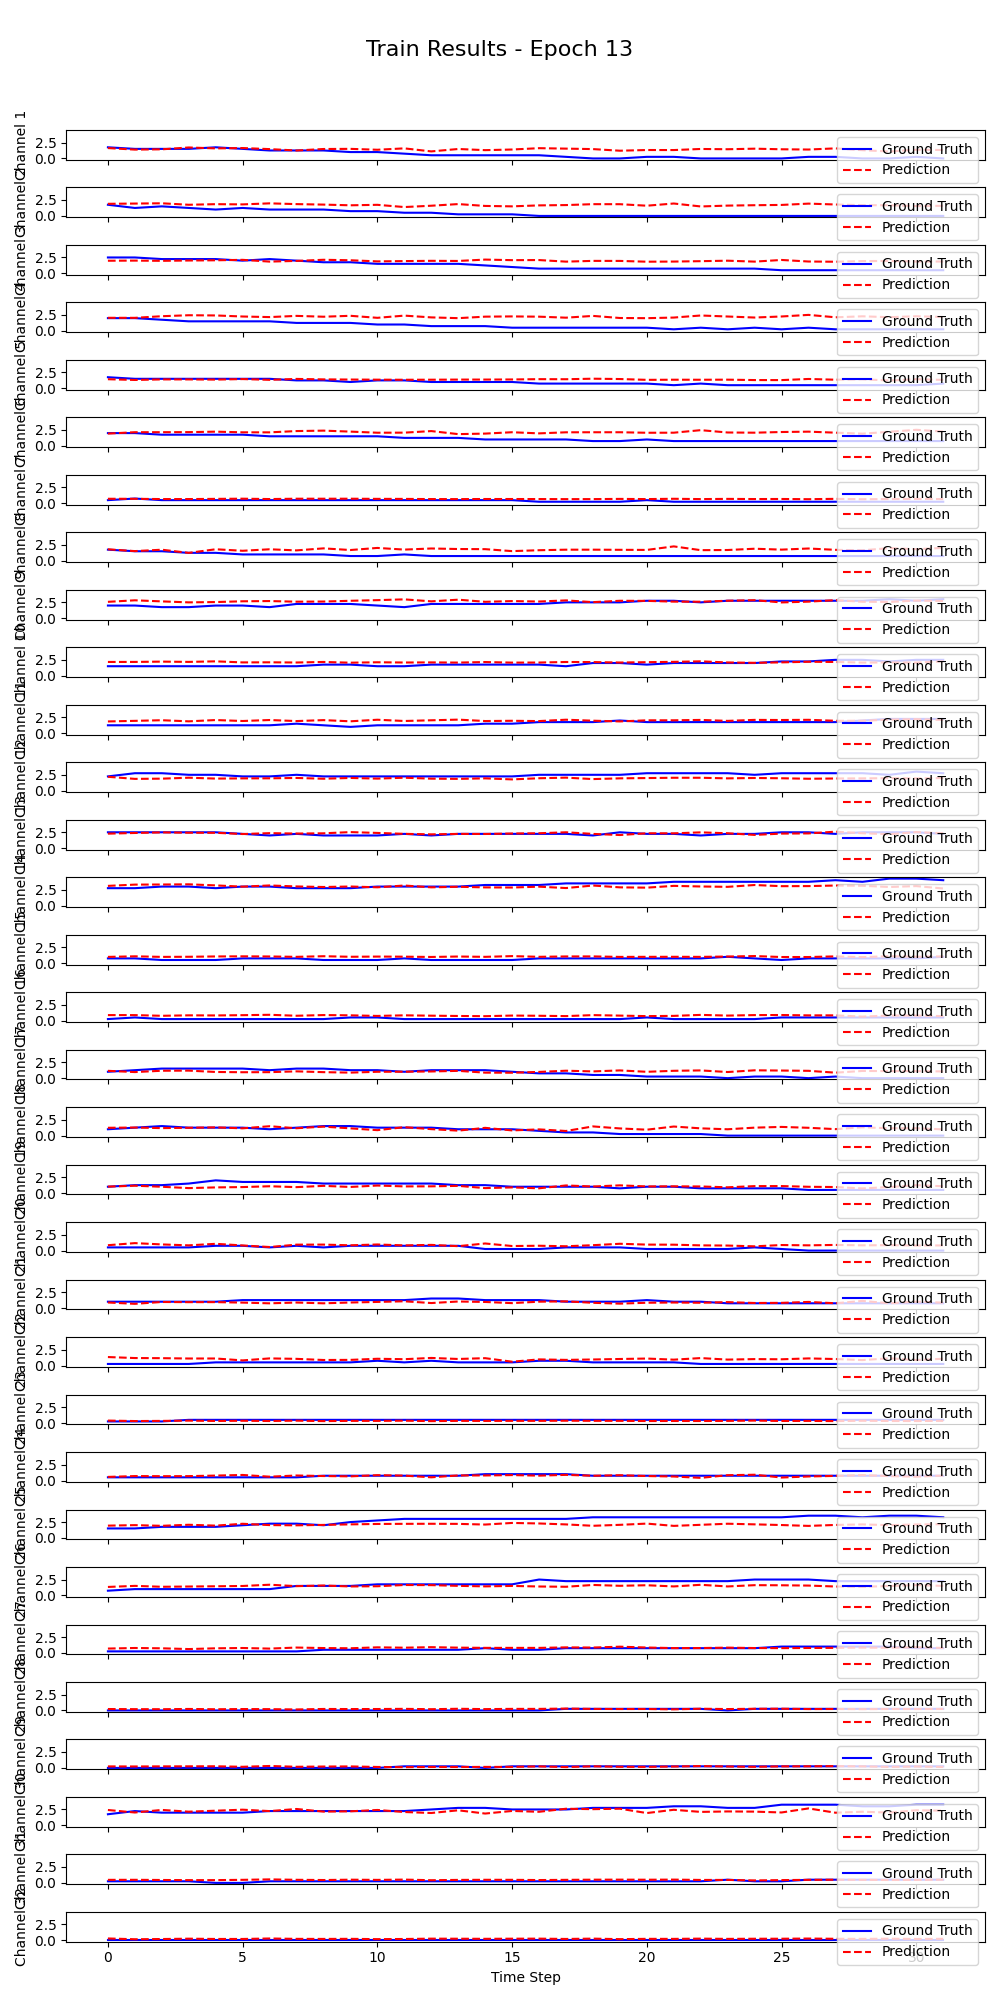 Train Results - Epoch 13
Channel 1
2.5
0.0
Ground Truth
Prediction
Channel 2
2.5
0.0
Ground Truth
Prediction
Channel 3
2.5
0.0
Ground Truth
Prediction
Channel 4
2.5
0.0
Ground Truth
Prediction
Channel 5
2.5
0.0
Ground Truth
Prediction
Channel 6
2.5
0.0
Ground Truth
Prediction
Channel 7
2.5
0.0
Ground Truth
Prediction
Channel 8
2.5
0.0
Ground Truth
Prediction
Channel 9
2.5
0.0
Ground Truth
Prediction
Channel 10
2.5
0.0
Ground Truth
Prediction
Channel 11
2.5
0.0
Ground Truth
Prediction
Channel 12
2.5
0.0
Ground Truth
Prediction
Channel 13
2.5
0.0
Ground Truth
Prediction
Channel 14
2.5
0.0
Ground Truth
Prediction
Channel 15
2.5
0.0
Ground Truth
Prediction
Channel 16
2.5
0.0
Ground Truth
Prediction
Channel 17
2.5
0.0
Ground Truth
Prediction
Channel 18
2.5
0.0
Ground Truth
Prediction
Channel 19
2.5
0.0
Ground Truth
Prediction
Channel 20
2.5
0.0
Ground Truth
Prediction
Channel 21
2.5
0.0
Ground Truth
Prediction
Channel 22
2.5
0.0
Ground Truth
Prediction
Channel 23
2.5
0.0
Ground Truth
Prediction
Channel 24
2.5
0.0
Ground Truth
Prediction
Channel 25
2.5
0.0
Ground Truth
Prediction
Channel 26
2.5
0.0
Ground Truth
Prediction
Channel 27
2.5
0.0
Ground Truth
Prediction
Channel 28
2.5
0.0
Ground Truth
Prediction
Channel 29
2.5
0.0
Ground Truth
Prediction
Channel 30
2.5
0.0
Ground Truth
Prediction
Channel 31
2.5
0.0
Ground Truth
Prediction
Channel 32
2.5
0.0
Ground Truth
Prediction
0 5 10 15 20 25 30
Time Step